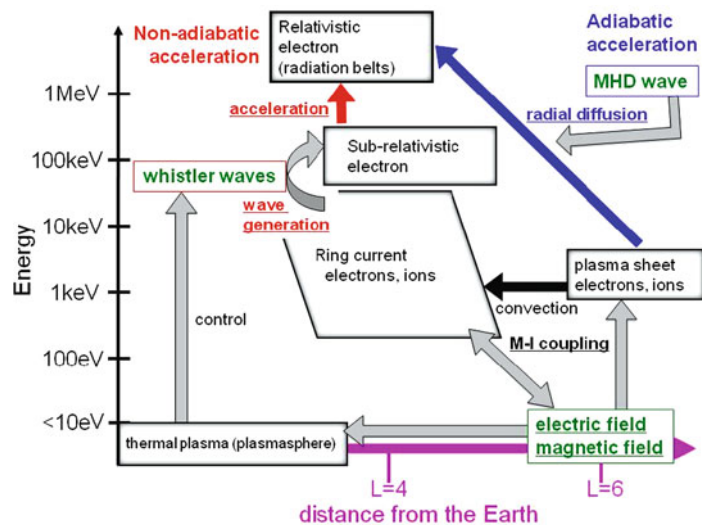 Non-adiabatic
acceleration
Relativistic
electron
(radiation belts)
Adiabatic
acceleration
MHD wave
1MeV
acceleration
radial diffusion
Sub-relativistic
electron
100keV
whistler waves
wave
generation
10keV
Energy
Ring current
electrons, ions
plasma sheet
electrons, ions
1keV
convection
control
M-I coupling
100eV
<10eV
electric field
magnetic field
thermal plasma (plasmasphere)
L=4
L=6
distance from the Earth